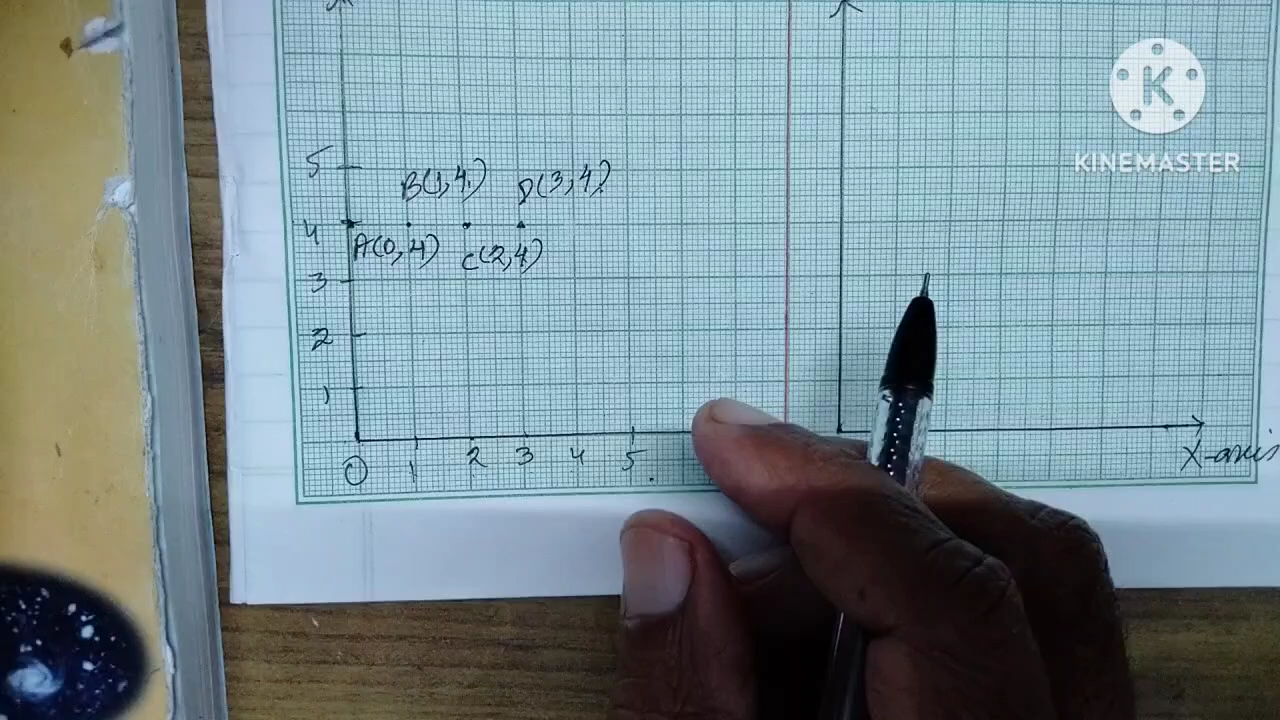 K
KINEMASTER
5
B(1,4) D(3,4)
4
A(0,4) C(2,4)
3
2
1
0 1 2 3 4 5
X-axis